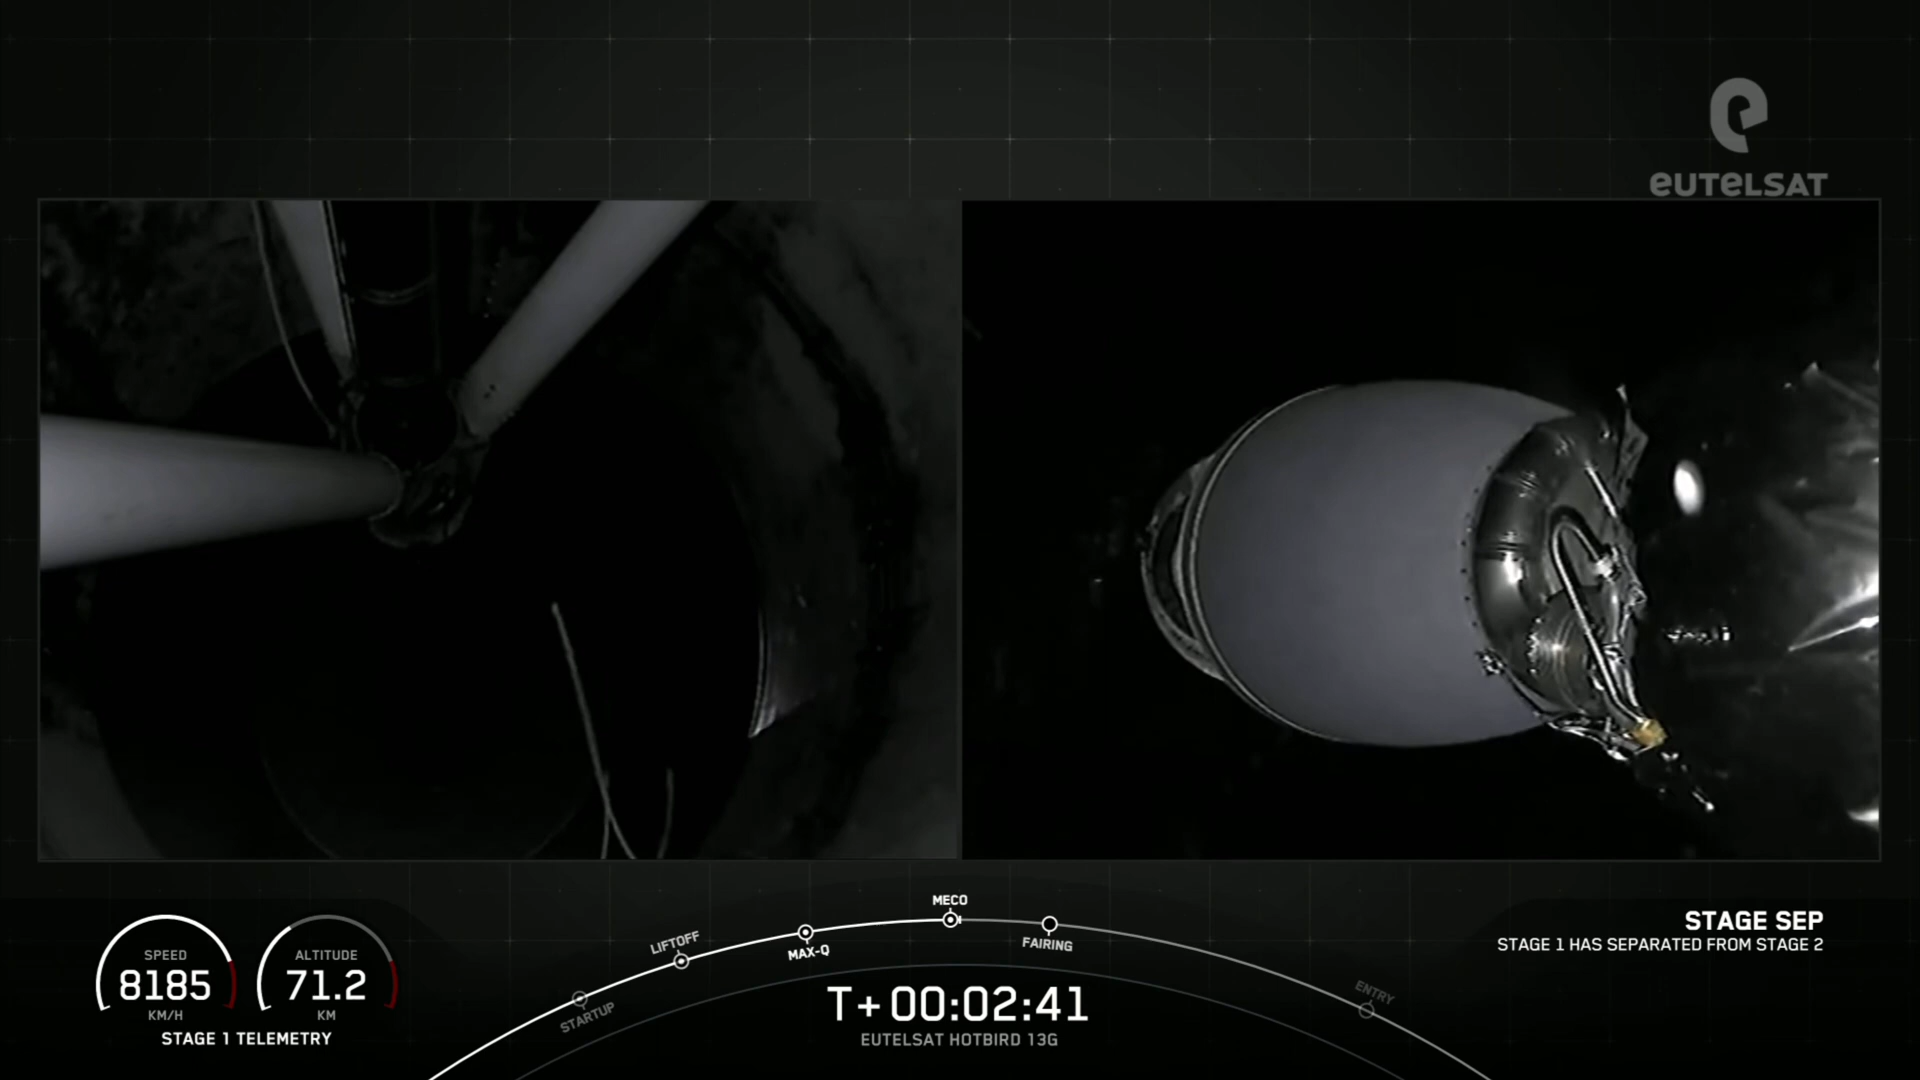 eUTeLSAT
MECO
LIFTOFF
MAX-Q
FAIRING
STARTUP
ENTRY
SPEED
8185
KM/H
ALTITUDE
71.2
KM
STAGE 1 TELEMETRY
T+00:02:41
EUTELSAT HOTBIRD 13G
STAGE SEP
STAGE 1 HAS SEPARATED FROM STAGE 2